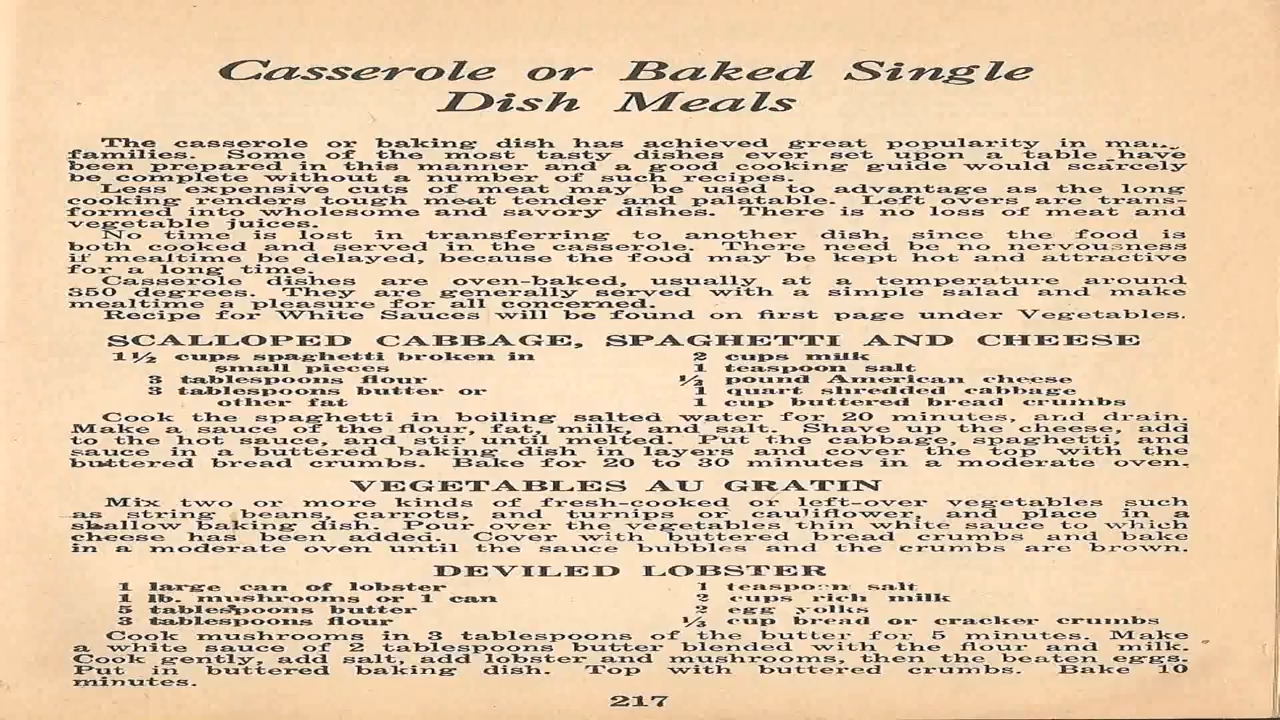 Casserole or Baked Single
Dish Meals
The casserole or baking dish has achieved great popularity in
families. Some of the most tasty dishes ever set upon a table have
been prepared in this manner and a good cooking guide would scarcely
be complete without a number of such recipes.
Less expensive cuts of meat may be used to advantage as the long
cooking renders tough meat tender and palatable. Left overs are trans-
formed into wholesome and savory dishes. There is no loss of meat and
vegetable juices.
No time is lost in transferring to another dish, since the food is
both cooked and served in the casserole. There need be no nervousness
if mealtime be delayed, because the food may be kept hot and attractive
for a long time.
Casserole dishes are oven-baked, usually at a temperature around
350 degrees. They are generally served with a simple salad and make
mealtime a pleasure for all concerned.
Recipe for White Sauces will be found on first page under Vegetables.
SCALLOPED CABBAGE, SPAGHETTI AND CHEESE
1½ cups spaghetti broken in
small pieces
3 tablespoons flour
3 tablespoons butter or
other fat
2 cups milk
1 teaspoon salt
pound American cheese
1 quart shredded cabbage
1 cup buttered bread crumbs
Cook the spaghetti in boiling salted water for 20 minutes, and drain.
Make a sauce of the flour, fat, milk, and salt. Shave up the cheese, add
to the hot sauce, and stir until melted. Put the cabbage, spaghetti, and
sauce in a buttered baking dish in layers and cover the top with the
buttered bread crumbs. Bake for 20 to 30 minutes in a moderate oven.
VEGETABLES AU GRATIN
Mix two or more kinds of fresh-cooked or left-over vegetables such
as string beans, carrots, and turnips or cauliflower, and place in a
shallow baking dish. Pour over the vegetables thin white sauce to which
cheese has been added. Cover with buttered bread crumbs and bake
in a moderate oven until the sauce bubbles and the crumbs are brown.
DEVILED LOBSTER
1 large can of lobster
1 lb. mushrooms or 1 can
5 tablespoons butter
3 tablespoons flour
1 teaspoon salt
2 cups rich milk
2 egg yolks
⅓ cup bread or cracker crumbs
Cook mushrooms in 3 tablespoons of the butter for 5 minutes. Make
a white sauce of 2 tablespoons butter blended with the flour and milk.
Cook gently, add salt, add lobster and mushrooms, then the beaten eggs.
Put in buttered baking dish. Top with buttered crumbs. Bake 10
minutes.
217